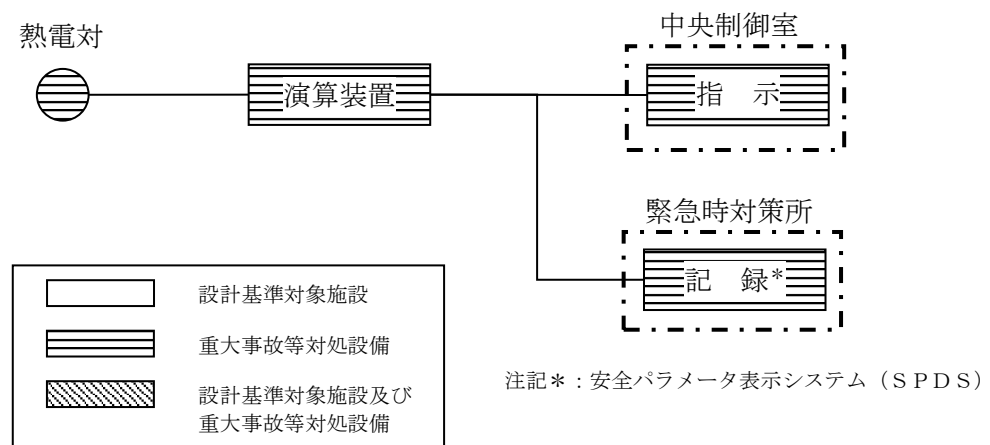 中央制御室
熱電対
演算装置
指　示
緊急時対策所
記　録*
設計基準対象施設
重大事故等対処設備
設計基準対象施設及び
重大事故等対処設備
注記＊：安全パラメータ表示システム（ＳＰＤＳ）